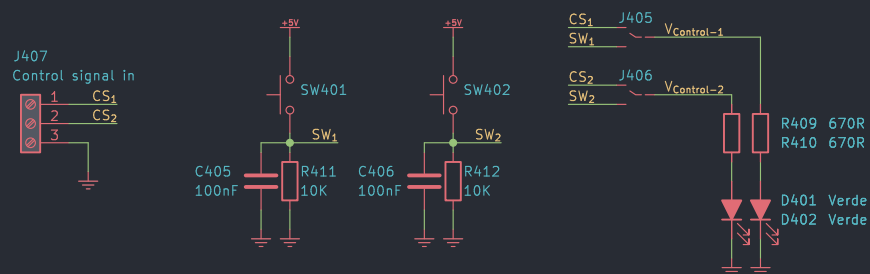 J407
Control signal in
1 CS1
2 CS2
3
+5V
SW401
SW1
C405
100nF
R411
10K
+5V
SW402
SW2
C406
100nF
R412
10K
CS1
SW1
J405
VControl-1
CS2
SW2
J406
VControl-2
R409 670R
R410 670R
D401 Verde
D402 Verde